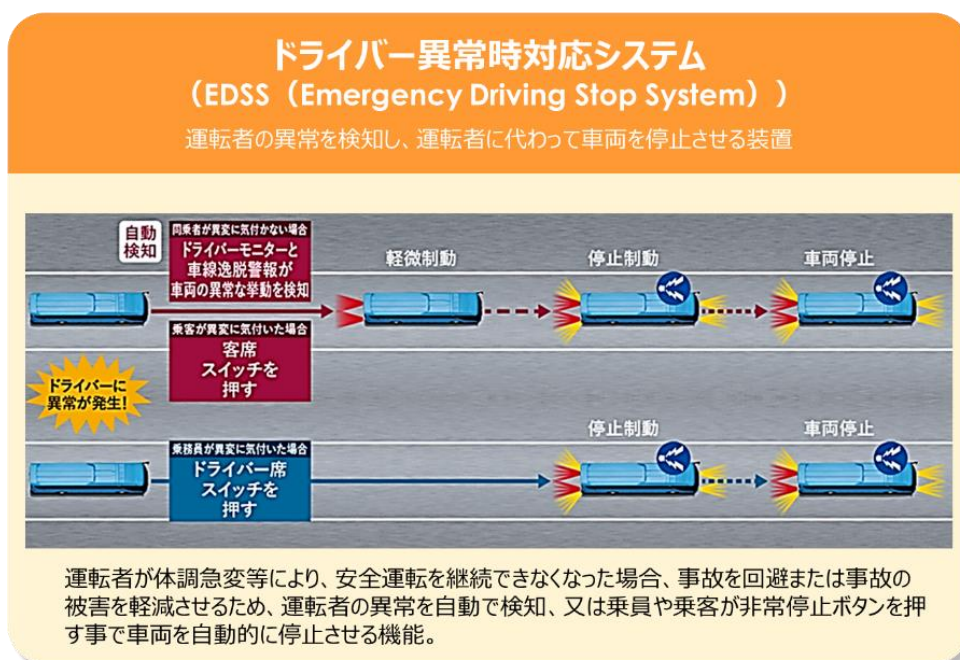 ドライバー異常時対応システム
（EDSS（Emergency Driving Stop System））
運転者の異常を検知し、運転者に代わって車両を停止させる装置
自動
検知
同乗者が異変に気付かない場合
ドライバーモニターと
車線逸脱警報が
車両の異常な挙動を検知
軽微制動
停止制動
車両停止
乗客が異変に気付いた場合
客席
スイッチを
押す
ドライバーに
異常が発生!
乗務員が異変に気付いた場合
ドライバー席
スイッチを
押す
停止制動
車両停止
運転者が体調急変等により、安全運転を継続できなくなった場合、事故を回避または事故の
被害を軽減させるため、運転者の異常を自動で検知、又は乗員や乗客が非常停止ボタンを押
す事で車両を自動的に停止させる機能。